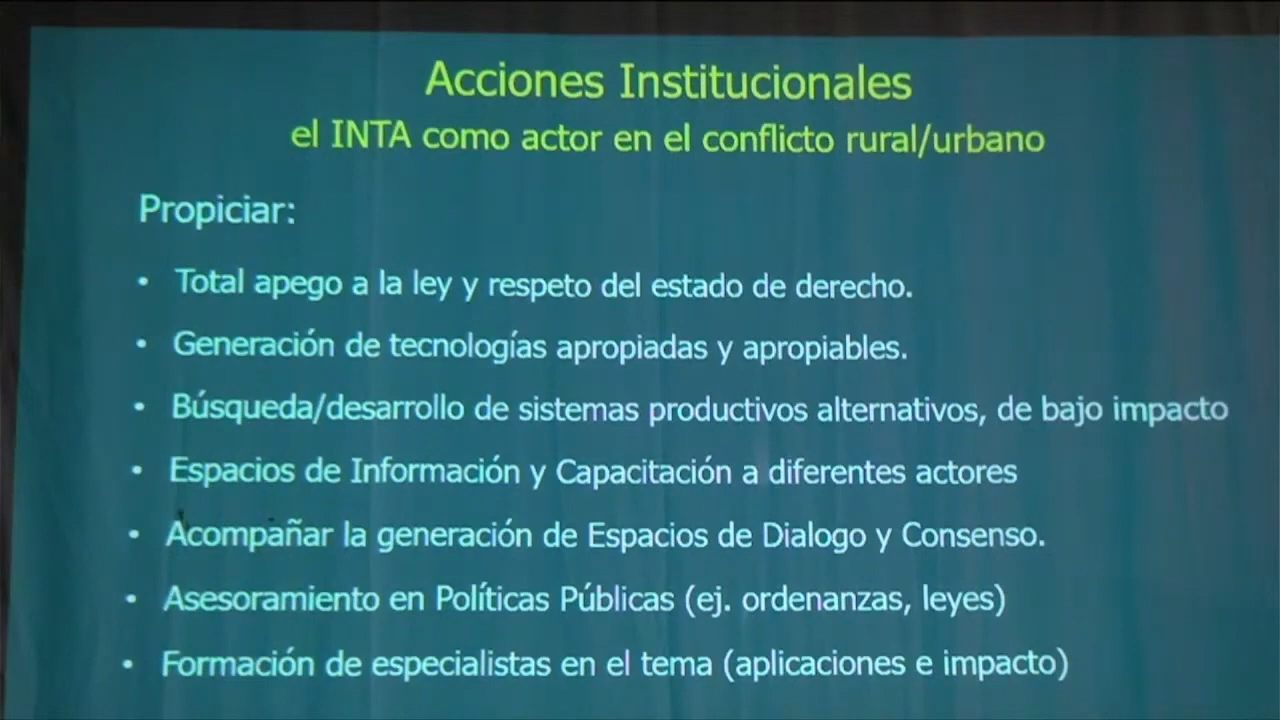 Acciones Institucionales
el INTA como actor en el conflicto rural/urbano
Propiciar:
• Total apego a la ley y respeto del estado de derecho.
• Generación de tecnologías apropiadas y apropiables.
• Búsqueda/desarrollo de sistemas productivos alternativos, de bajo impacto
• Espacios de Información y Capacitación a diferentes actores
• Acompañar la generación de Espacios de Dialogo y Consenso.
• Asesoramiento en Políticas Públicas (ej. ordenanzas, leyes)
• Formación de especialistas en el tema (aplicaciones e impacto)